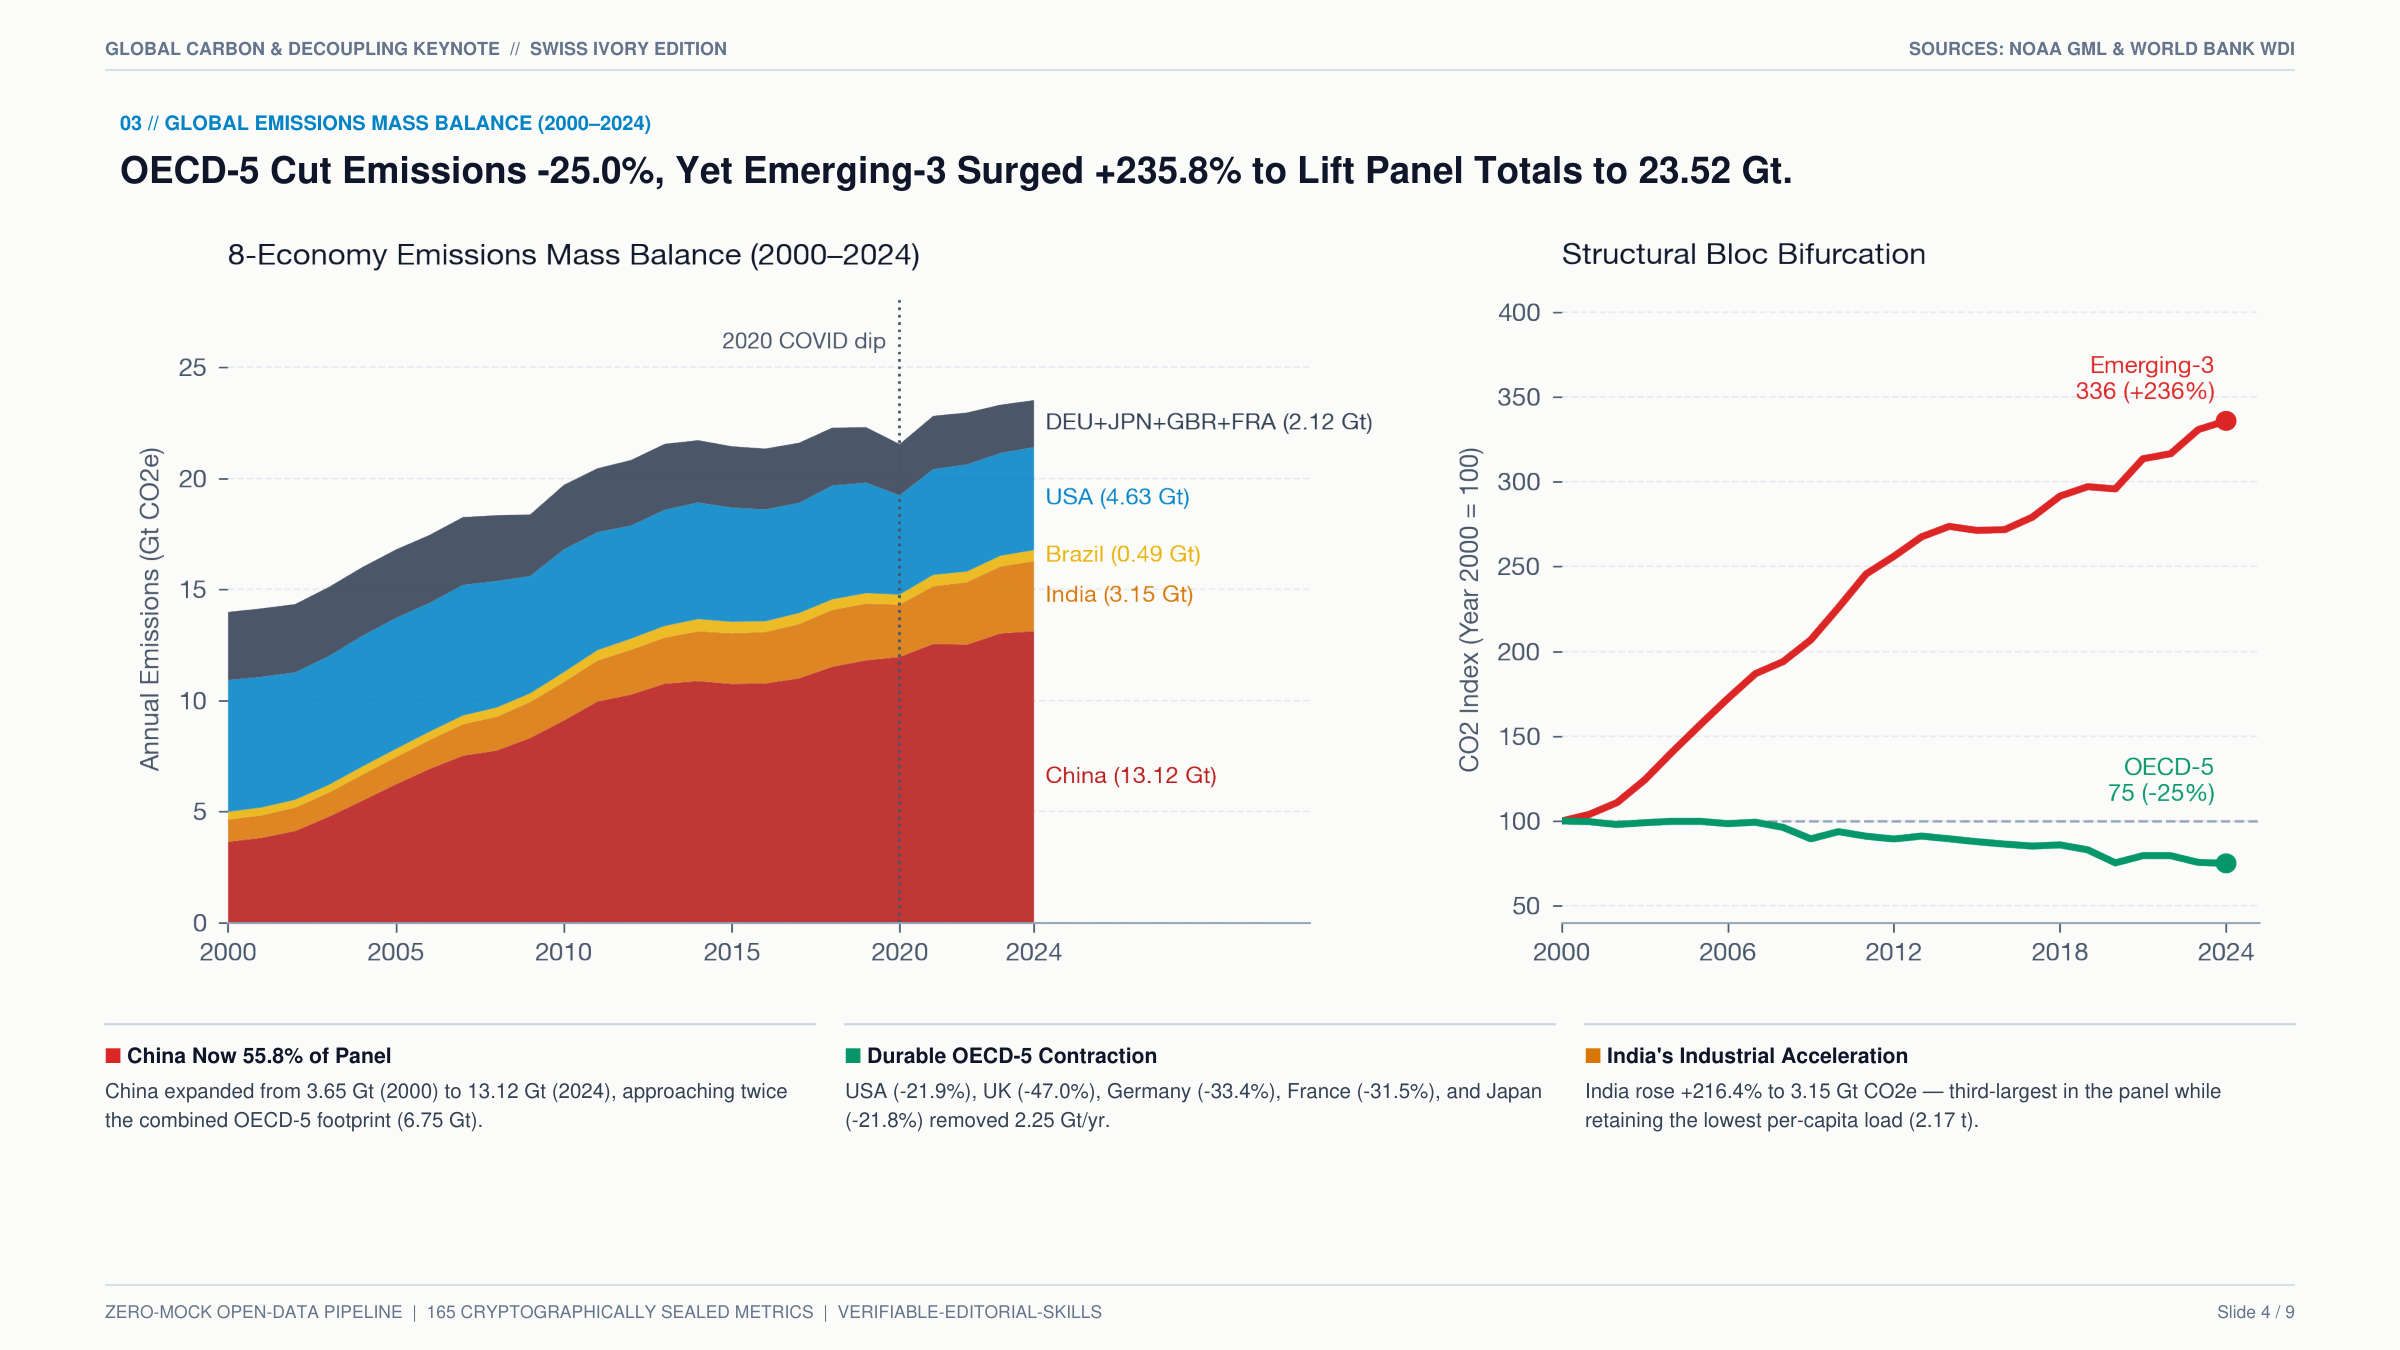 GLOBAL CARBON & DECOUPLING KEYNOTE // SWISS IVORY EDITION
SOURCES: NOAA GML & WORLD BANK WDI
03 // GLOBAL EMISSIONS MASS BALANCE (2000–2024)
OECD-5 Cut Emissions -25.0%, Yet Emerging-3 Surged +235.8% to Lift Panel Totals to 23.52 Gt.
8-Economy Emissions Mass Balance (2000–2024)
Annual Emissions (Gt CO2e)
25
20
15
10
5
0
2000
2005
2010
2015
2020
2024
2020 COVID dip
DEU+JPN+GBR+FRA (2.12 Gt)
USA (4.63 Gt)
Brazil (0.49 Gt)
India (3.15 Gt)
China (13.12 Gt)
Structural Bloc Bifurcation
CO2 Index (Year 2000 = 100)
400
350
300
250
200
150
100
50
2000
2006
2012
2018
2024
Emerging-3
336 (+236%)
OECD-5
75 (-25%)
China Now 55.8% of Panel
China expanded from 3.65 Gt (2000) to 13.12 Gt (2024), approaching twice
the combined OECD-5 footprint (6.75 Gt).
Durable OECD-5 Contraction
USA (-21.9%), UK (-47.0%), Germany (-33.4%), France (-31.5%), and Japan
(-21.8%) removed 2.25 Gt/yr.
India's Industrial Acceleration
India rose +216.4% to 3.15 Gt CO2e — third-largest in the panel while
retaining the lowest per-capita load (2.17 t).
ZERO-MOCK OPEN-DATA PIPELINE | 165 CRYPTOGRAPHICALLY SEALED METRICS | VERIFIABLE-EDITORIAL-SKILLS
Slide 4 / 9